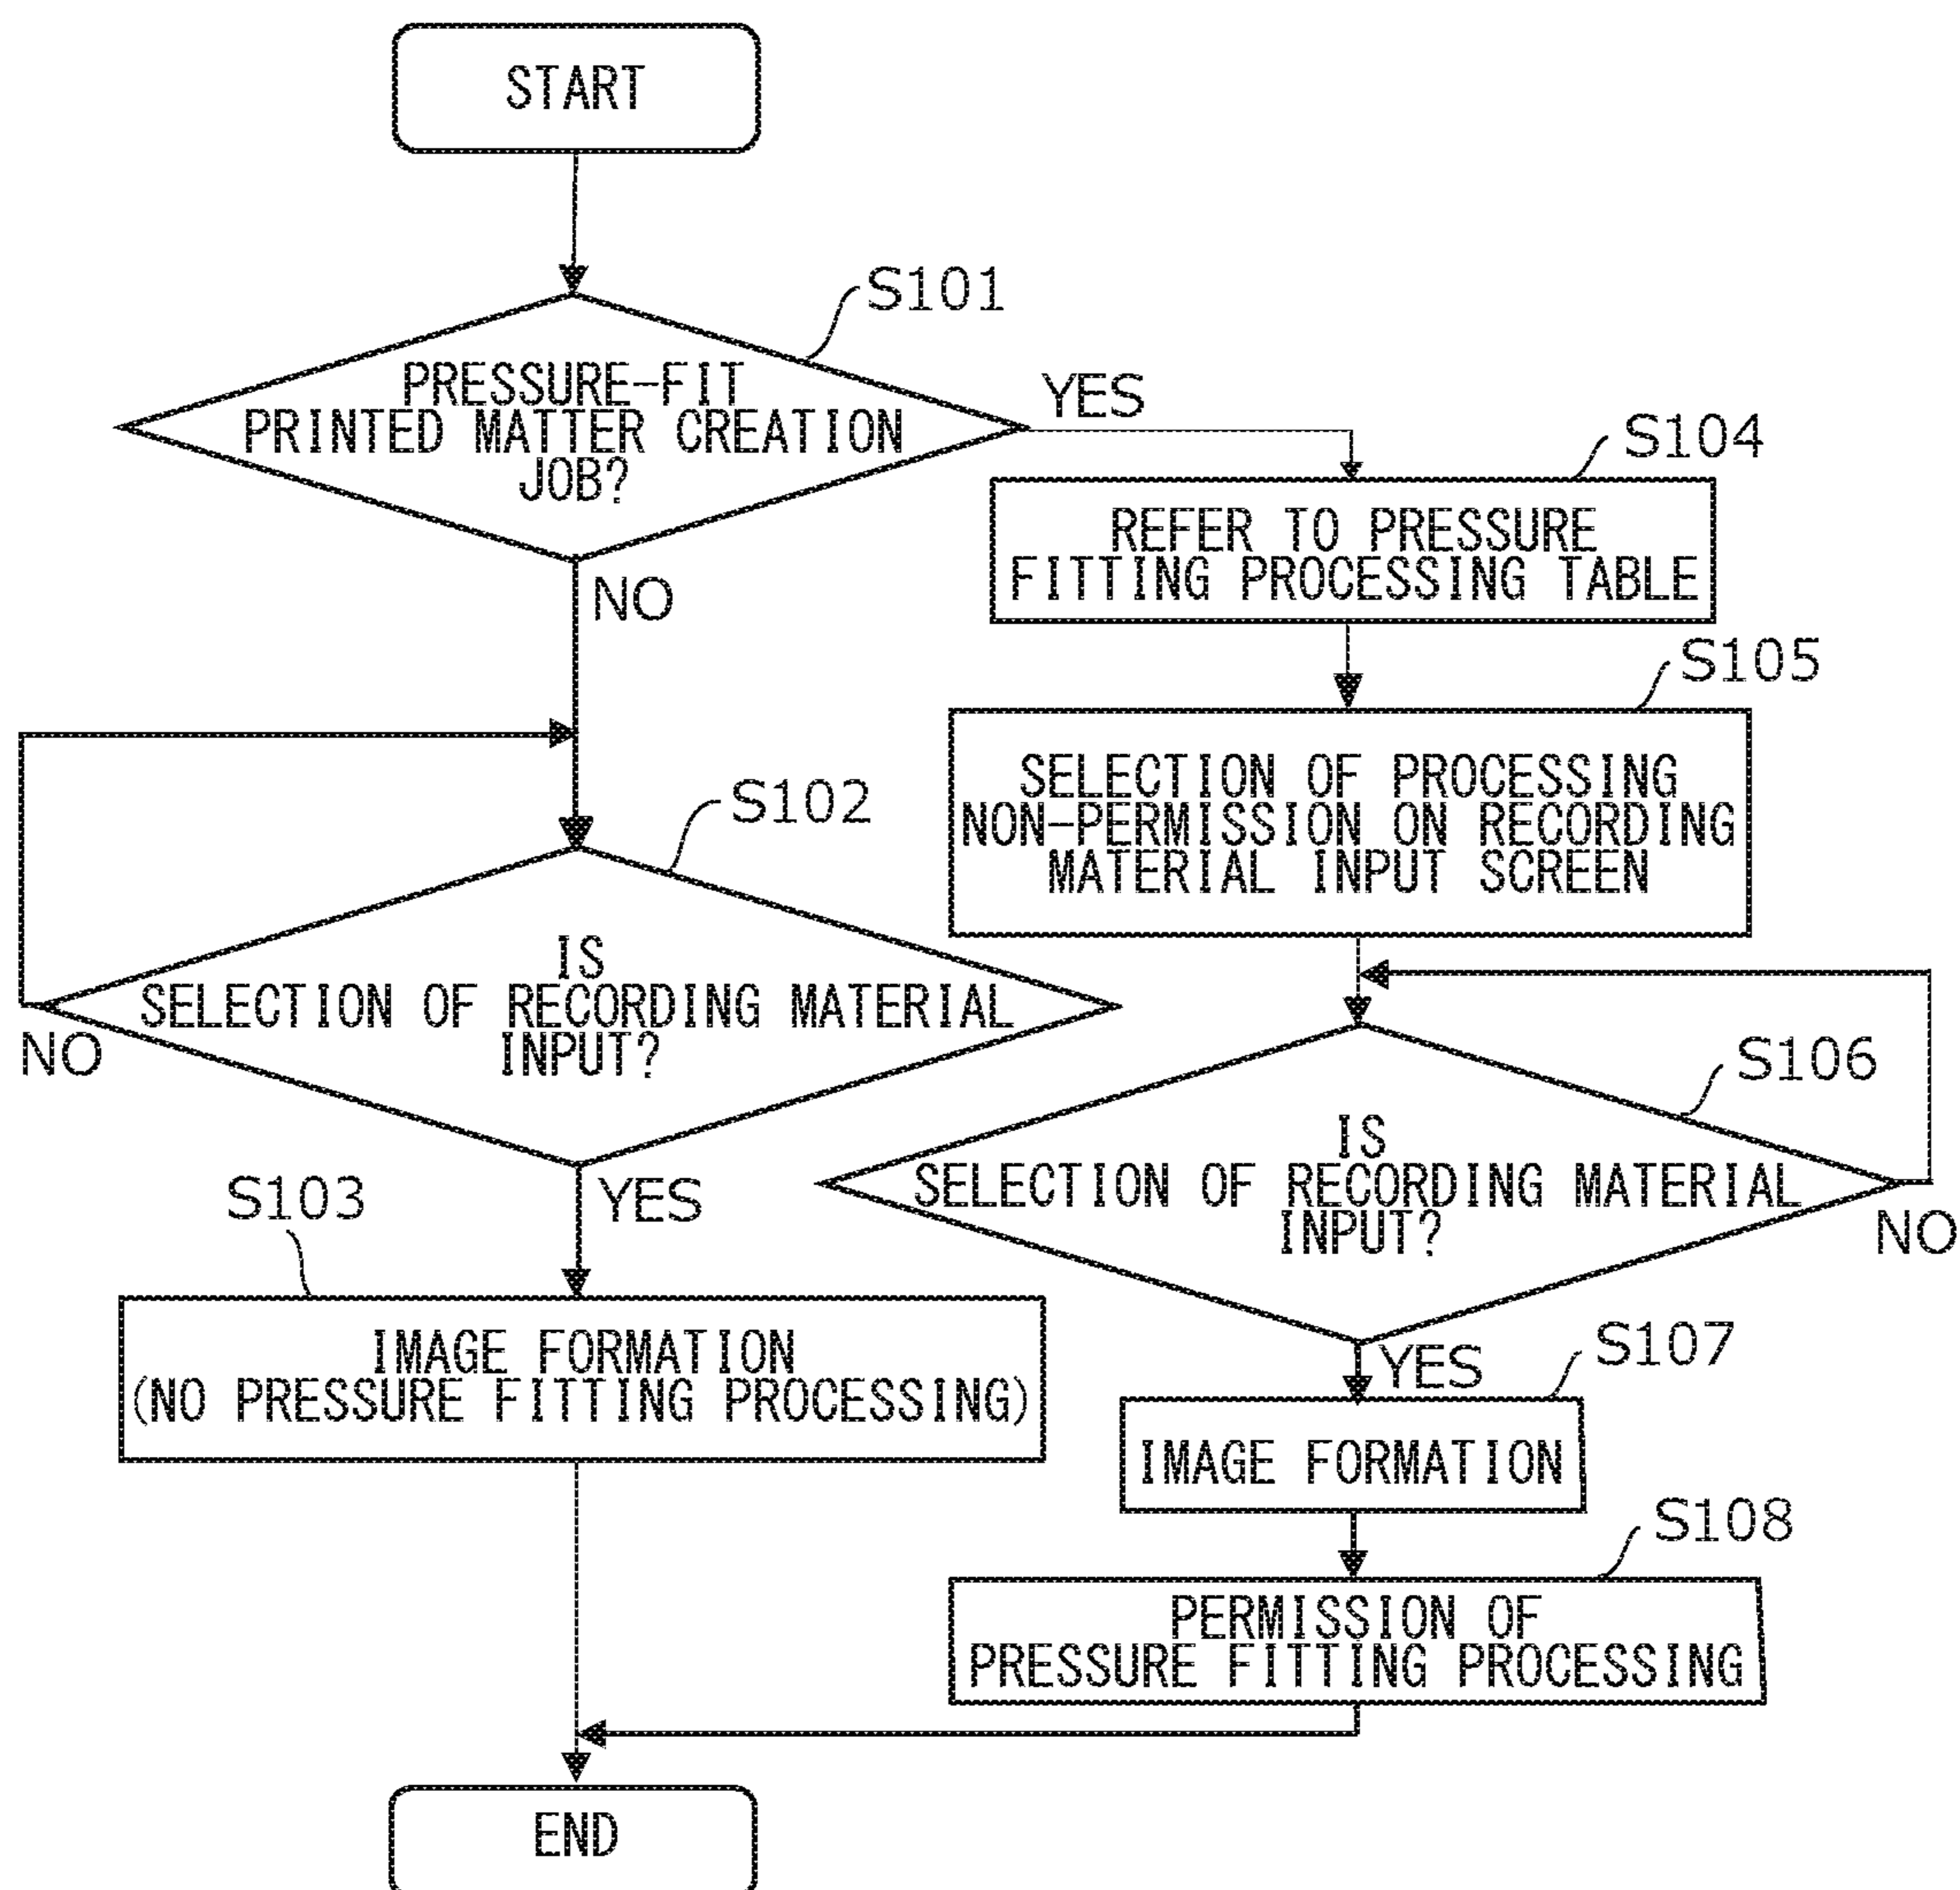 START
S101
PRESSURE-FIT
PRINTED MATTER CREATION
JOB?
YES
NO
S104
REFER TO PRESSURE
FITTING PROCESSING TABLE
S105
SELECTION OF PROCESSING
NON-PERMISSION ON RECORDING
MATERIAL INPUT SCREEN
S102
IS
SELECTION OF RECORDING MATERIAL
INPUT?
NO
YES
S103
IMAGE FORMATION
(NO PRESSURE FITTING PROCESSING)
S106
IS
SELECTION OF RECORDING MATERIAL
INPUT?
NO
YES
S107
IMAGE FORMATION
S108
PERMISSION OF
PRESSURE FITTING PROCESSING
END